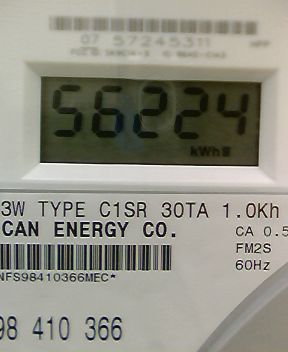 07 57245311
56224
kWh
3W TYPE C1SR 30TA 1.0Kh
CAN ENERGY CO.
CA 0.5
FM2S
60Hz
NFS98410366MEC*
98 410 366